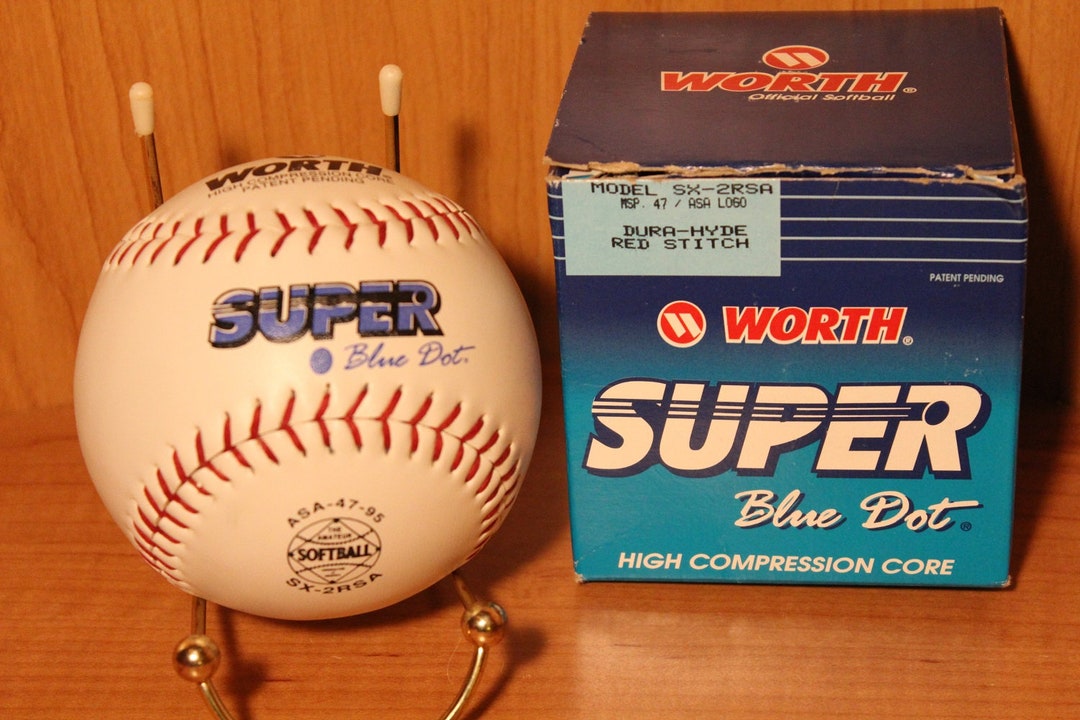 WORTH
HIGH COMPRESSION CORE
PATENT PENDING
SUPER
Blue Dot®
ASA-47-95
THE
AMATEUR
SOFTBALL
SX-2RSA
WORTH®
Official Softball
MODEL SX-2RSA
MSP. 47 / ASA LOGO
DURA-HYDE
RED STITCH
PATENT PENDING
WORTH®
SUPER
Blue Dot®
HIGH COMPRESSION CORE